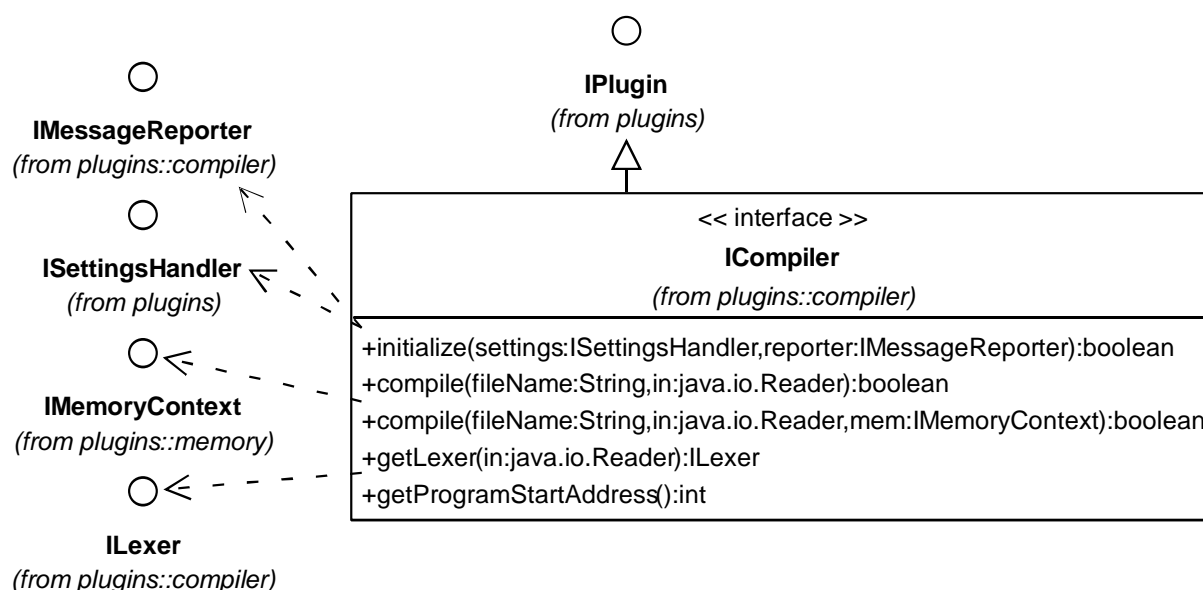 IPlugin
(from plugins)
IMessageReporter
(from plugins::compiler)
ISettingsHandler
(from plugins)
IMemoryContext
(from plugins::memory)
ILexer
(from plugins::compiler)
<< interface >>
ICompiler
(from plugins::compiler)
+initialize(settings:ISettingsHandler,reporter:IMessageReporter):boolean
+compile(fileName:String,in:java.io.Reader):boolean
+compile(fileName:String,in:java.io.Reader,mem:IMemoryContext):boolean
+getLexer(in:java.io.Reader):ILexer
+getProgramStartAddress():int